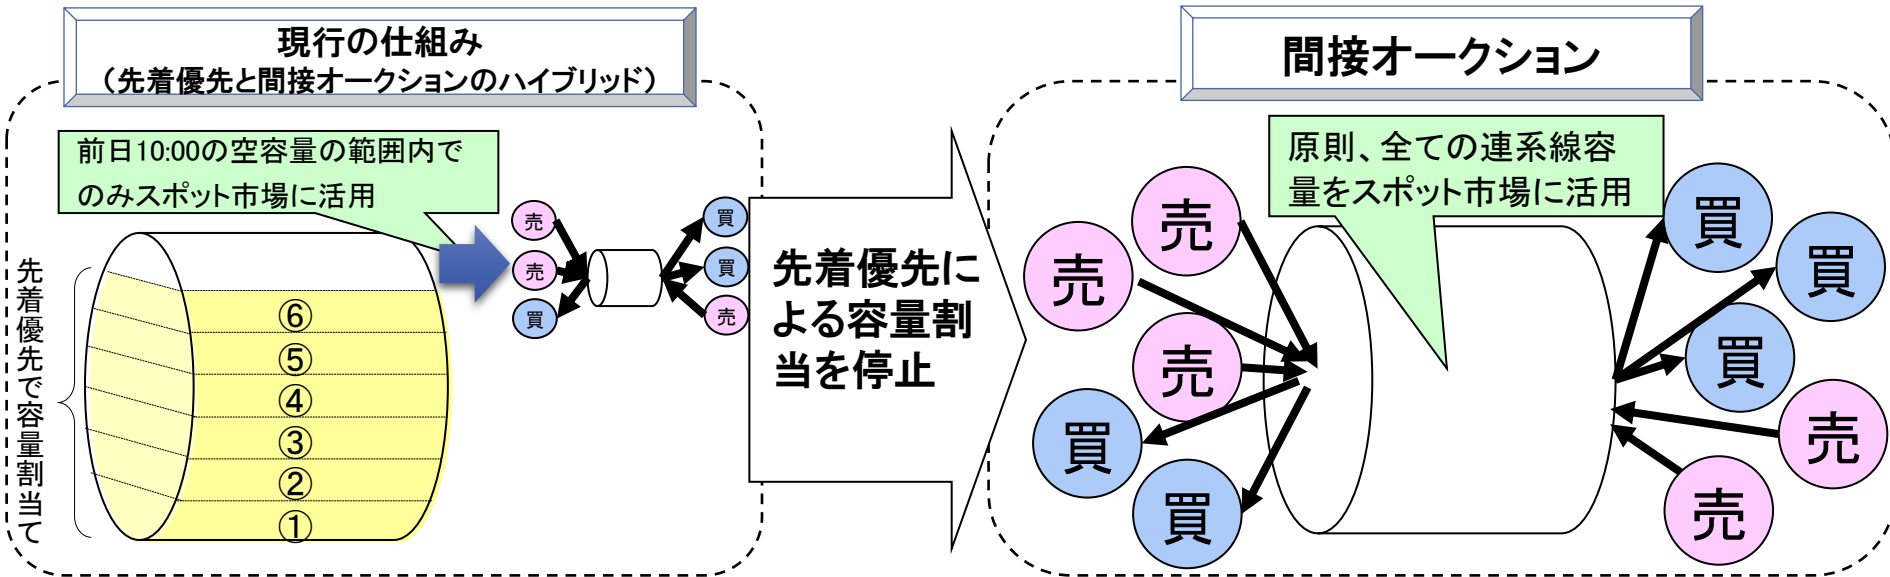 現行の仕組み
（先着優先と間接オークションのハイブリッド）
前日10:00の空容量の範囲内で
のみスポット市場に活用
先着優先で容量割当て
⑥
⑤
④
③
②
①
売
売
買
買
買
売
先着優先に
よる容量割
当を停止
間接オークション
原則、全ての連系線容
量をスポット市場に活用
売
売
売
買
買
買
買
買
売
売